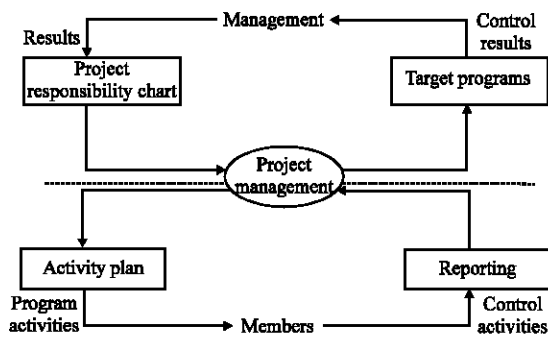 Management
Control
results
Results
Project
responsibility chart
Target programs
Project
management
Activity plan
Reporting
Program
activities
Members
Control
activities